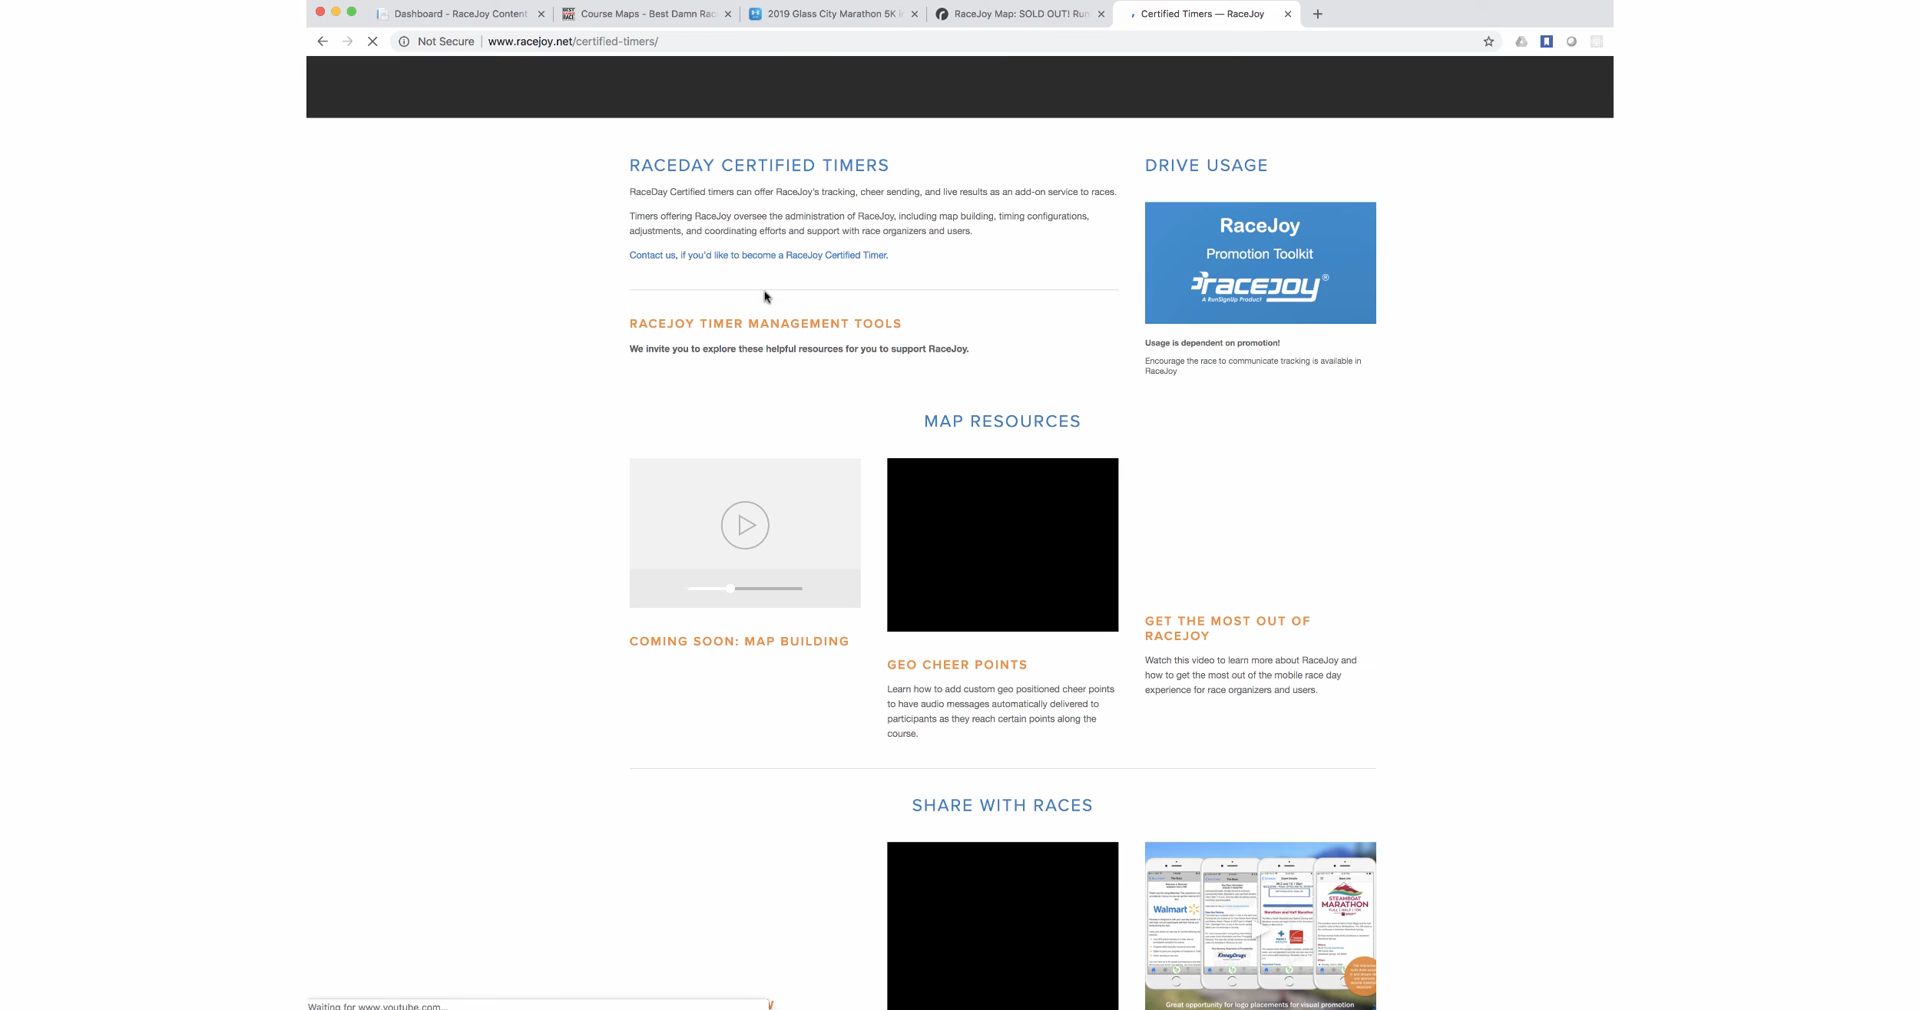 Dashboard - RaceJoy Content
Course Maps - Best Damn Rac
2019 Glass City Marathon 5K i
RaceJoy Map: SOLD OUT! Run
Certified Timers — RaceJoy
Not Secure | www.racejoy.net/certified-timers/
RACEDAY CERTIFIED TIMERS
RaceDay Certified timers can offer RaceJoy's tracking, cheer sending, and live results as an add-on service to races.
Timers offering RaceJoy oversee the administration of RaceJoy, including map building, timing configurations,
adjustments, and coordinating efforts and support with race organizers and users.
Contact us, if you'd like to become a RaceJoy Certified Timer.
RACEJOY TIMER MANAGEMENT TOOLS
We invite you to explore these helpful resources for you to support RaceJoy.
DRIVE USAGE
RaceJoy
Promotion Toolkit
racejoy®
A RunSignUp Product
Usage is dependent on promotion!
Encourage the race to communicate tracking is available in
RaceJoy
MAP RESOURCES
COMING SOON: MAP BUILDING
GEO CHEER POINTS
Learn how to add custom geo positioned cheer points
to have audio messages automatically delivered to
participants as they reach certain points along the
course.
GET THE MOST OUT OF
RACEJOY
Watch this video to learn more about RaceJoy and
how to get the most out of the mobile race day
experience for race organizers and users.
SHARE WITH RACES
Walmart
KinneyDrugs
STEAMBOAT
MARATHON
Great opportunity for logo placements for visual promotion
Waiting for www.youtube.com...